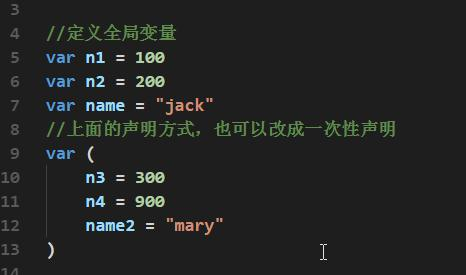 3
4 //定义全局变量
5 var n1 = 100
6 var n2 = 200
7 var name = "jack"
8 //上面的声明方式，也可以改成一次性声明
9 var (
10 n3 = 300
11 n4 = 900
12 name2 = "mary"
13 )
14